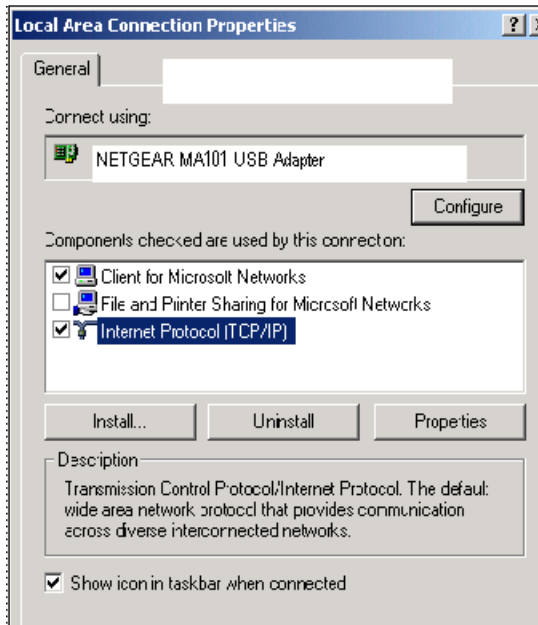 Local Area Connection Properties
General
Connect using:
NETGEAR MA101 USB Adapter
Configure
Components checked are used by this connection:
Client for Microsoft Networks
File and Printer Sharing for Microsoft Networks
Internet Protocol (TCP/IP)
Install... Uninstall Properties
Description
Transmission Control Protocol/Internet Protocol. The default
wide area network protocol that provides communication
across diverse interconnected networks.
Show icon in taskbar when connected